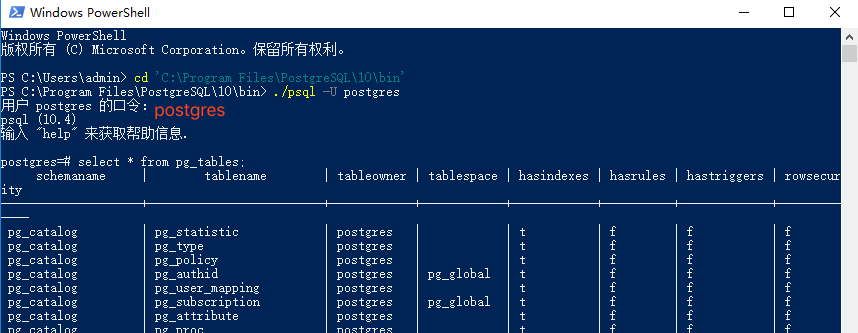 Windows PowerShell
Windows PowerShell
版权所有 (C) Microsoft Corporation。保留所有权利。
PS C:\Users\admin> cd 'C:\Program Files\PostgreSQL\10\bin'
PS C:\Program Files\PostgreSQL\10\bin> ./psql -U postgres
用户 postgres 的口令： postgres
psql (10.4)
输入 "help" 来获取帮助信息.
postgres=# select * from pg_tables;
schemaname | tablename | tableowner | tablespace | hasindexes | hasrules | hastriggers | rowsecur
ity
pg_catalog | pg_statistic | postgres | | t | f | f | f
pg_catalog | pg_type | postgres | | t | f | f | f
pg_catalog | pg_policy | postgres | | t | f | f | f
pg_catalog | pg_authid | postgres | pg_global | t | f | f | f
pg_catalog | pg_user_mapping | postgres | | t | f | f | f
pg_catalog | pg_subscription | postgres | pg_global | t | f | f | f
pg_catalog | pg_attribute | postgres | | t | f | f | f
pg_catalog | pg_proc | postgres | | t | f | f | f